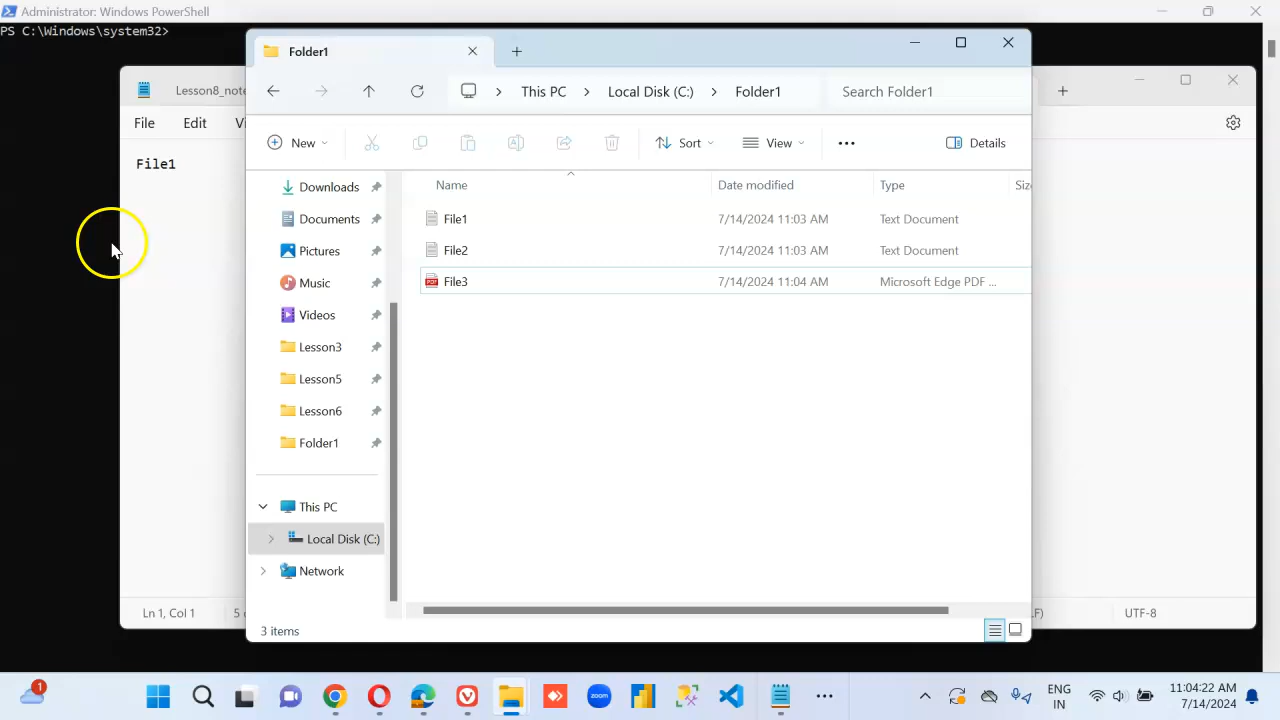 Administrator: Windows PowerShell
PS C:\Windows\system32>
Folder1
Lesson8_note
This PC
Local Disk (C:)
Folder1
Search Folder1
File
Edit
New
Sort
View
Details
File1
Name
Date modified
Type
Downloads
Documents
Pictures
Music
Videos
Lesson3
Lesson5
Lesson6
Folder1
This PC
Local Disk (C:)
Network
File1 7/14/2024 11:03 AM Text Document
File2 7/14/2024 11:03 AM Text Document
File3 7/14/2024 11:04 AM Microsoft Edge PDF ...
3 items
Ln 1, Col 1
UTF-8
1
zoom
ENG
IN
11:04:22 AM
7/14/2024